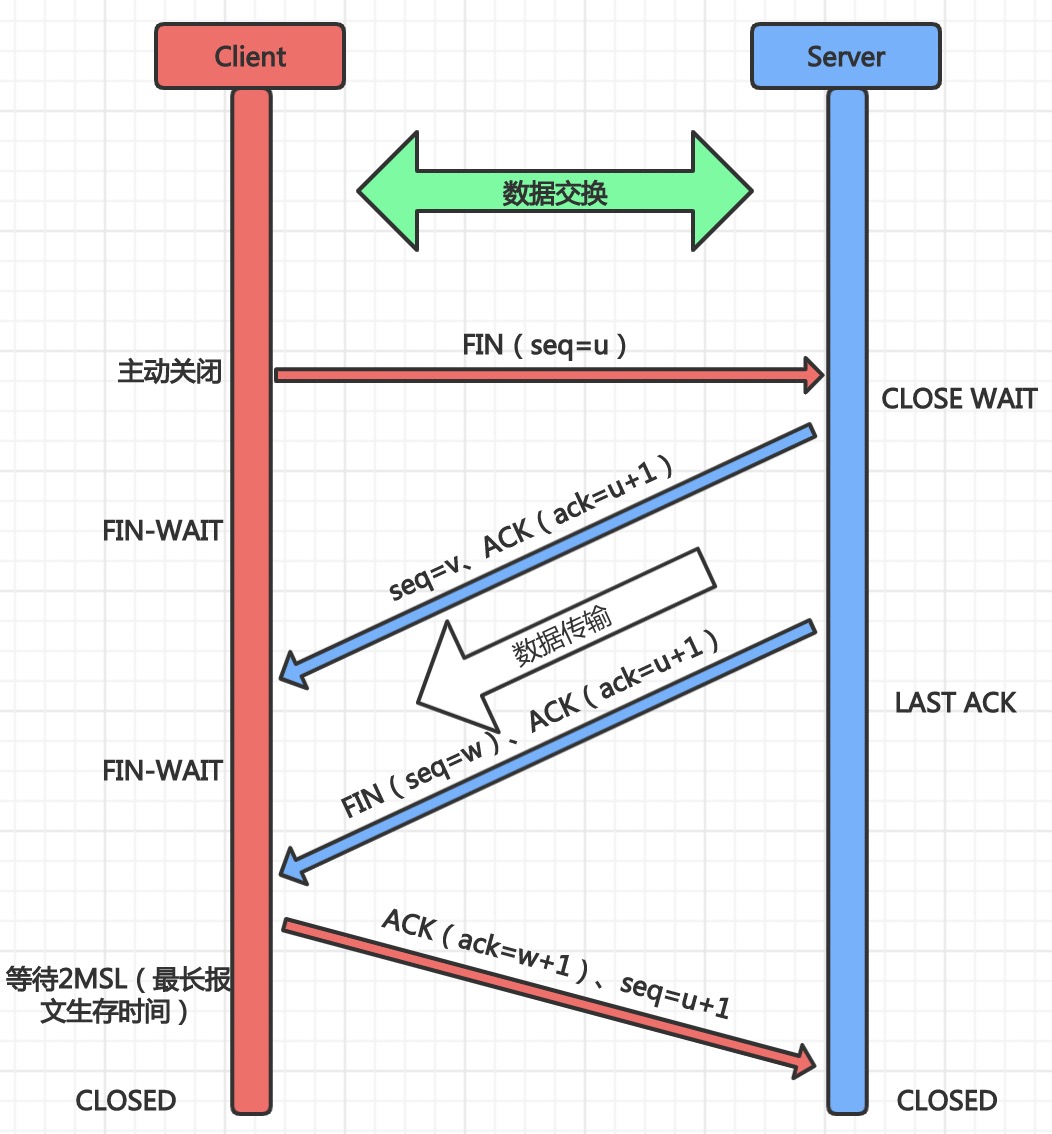 Client
Server
数据交换
FIN（seq=u）
主动关闭
CLOSE WAIT
seq=v、ACK（ack=u+1）
FIN-WAIT
数据传输
FIN（seq=w）、ACK（ack=u+1）
LAST ACK
FIN-WAIT
ACK（ack=w+1）、seq=u+1
等待2MSL（最长报
文生存时间）
CLOSED
CLOSED